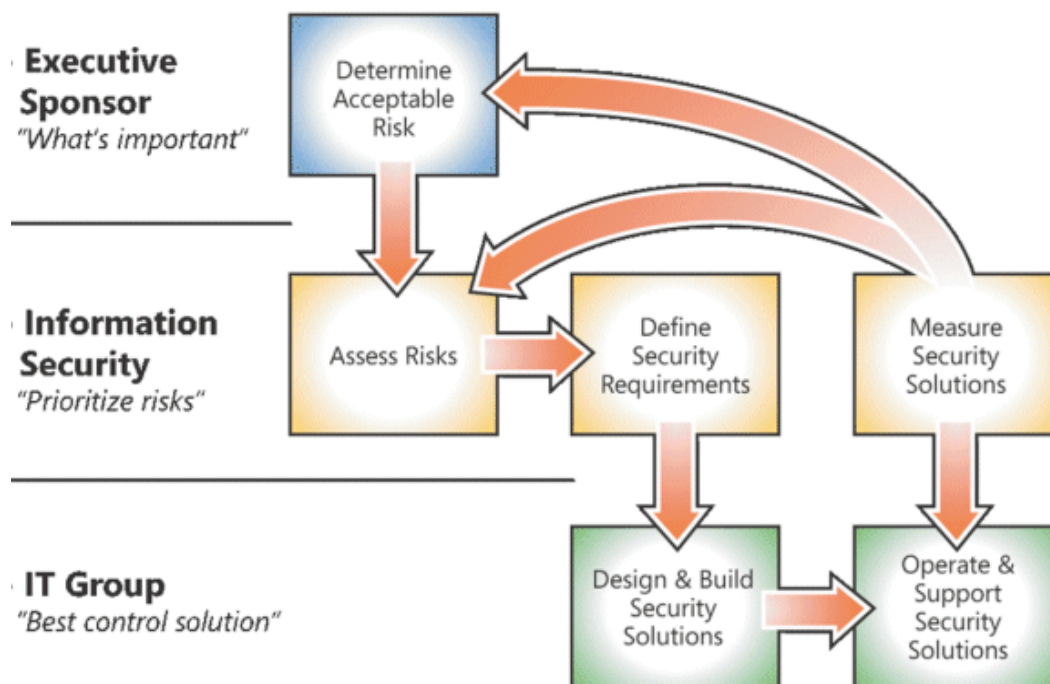 Executive
Sponsor
"What's important"
Determine
Acceptable
Risk
Information
Security
"Prioritize risks"
Assess Risks
Define
Security
Requirements
Measure
Security
Solutions
IT Group
"Best control solution"
Design & Build
Security
Solutions
Operate &
Support
Security
Solutions